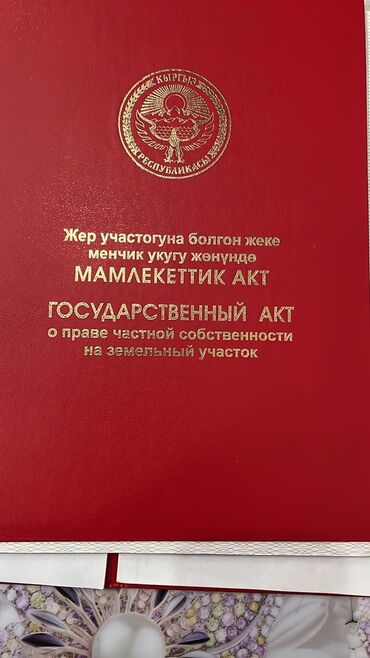 КЫРГЫЗ
РЕСПУБЛИКАСЫ
Жер участогуна болгон жеке
менчик укугу жөнүндө
МАМЛЕКЕТТИК АКТ
ГОСУДАРСТВЕННЫЙ АКТ
о праве частной собственности
на земельный участок